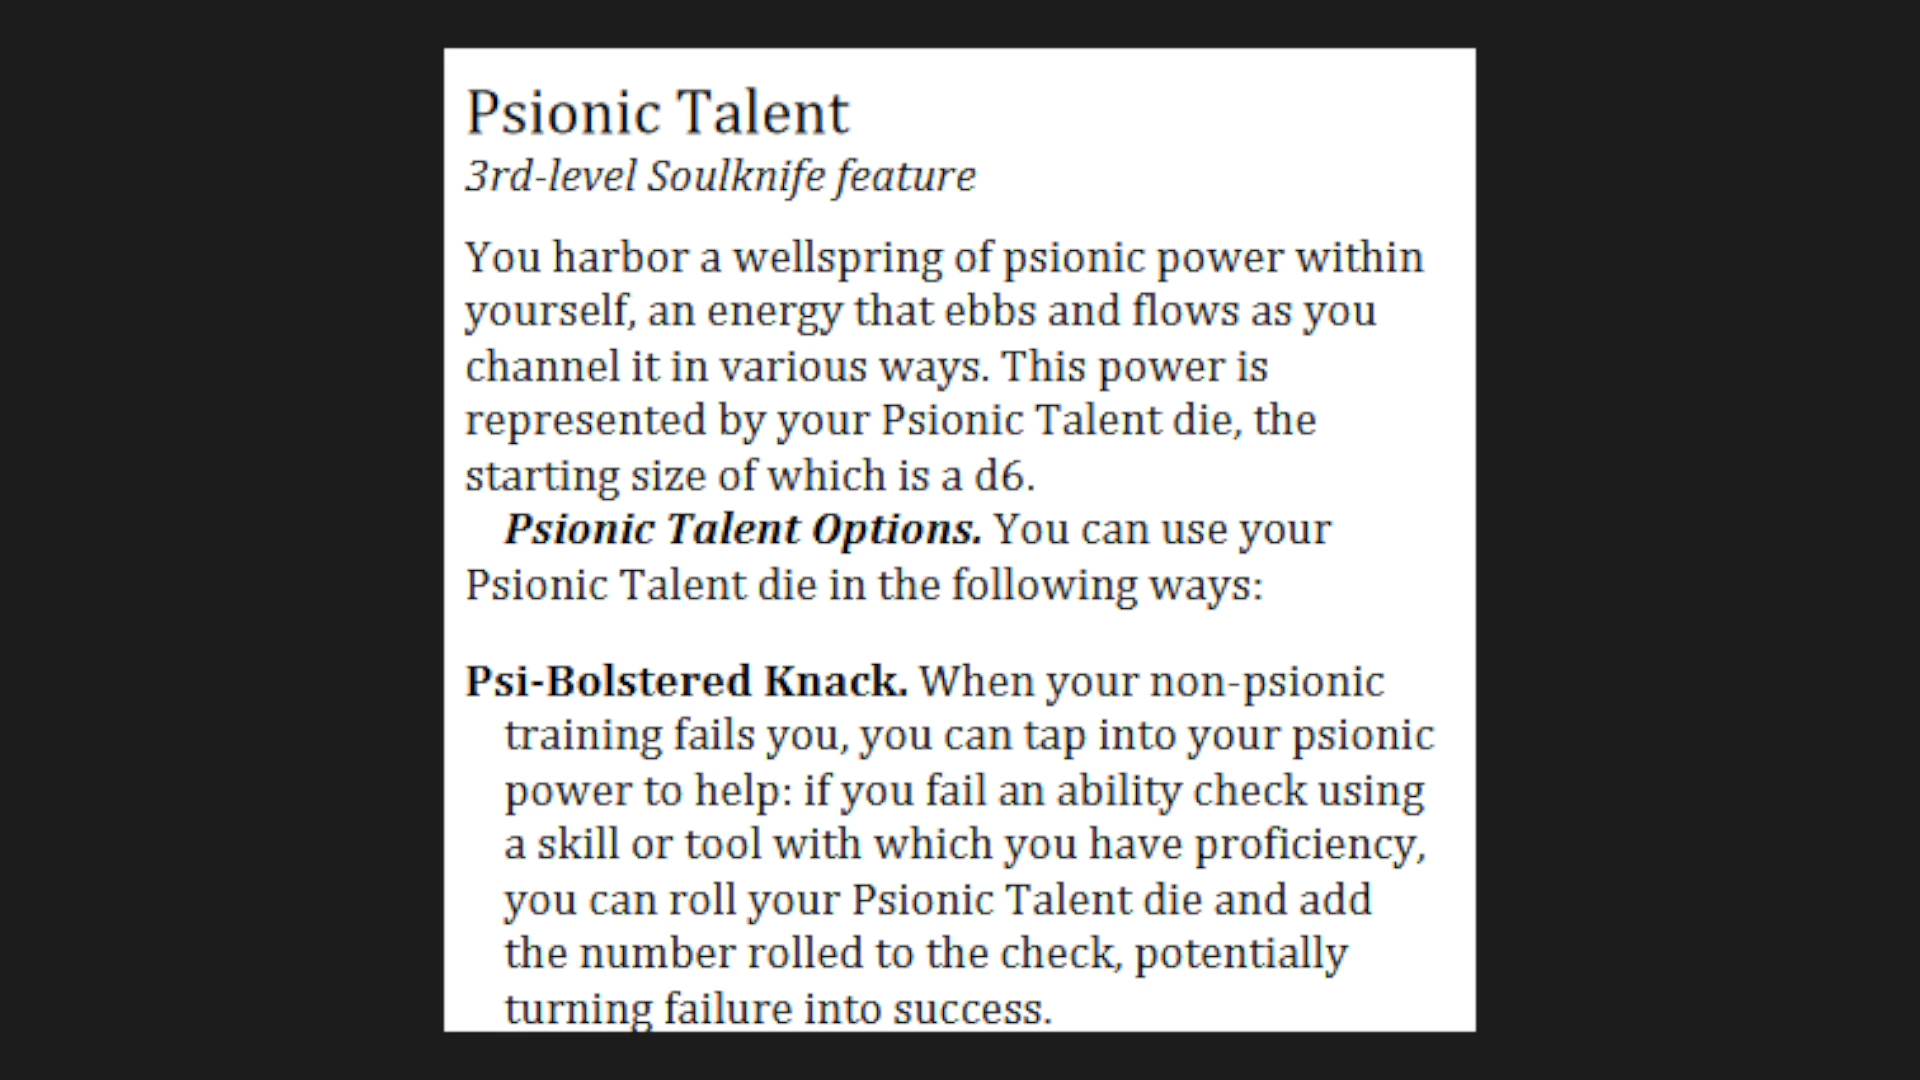 Psionic Talent
3rd-level Soulknife feature
You harbor a wellspring of psionic power within
yourself, an energy that ebbs and flows as you
channel it in various ways. This power is
represented by your Psionic Talent die, the
starting size of which is a d6.
Psionic Talent Options. You can use your
Psionic Talent die in the following ways:
Psi-Bolstered Knack. When your non-psionic
training fails you, you can tap into your psionic
power to help: if you fail an ability check using
a skill or tool with which you have proficiency,
you can roll your Psionic Talent die and add
the number rolled to the check, potentially
turning failure into success.